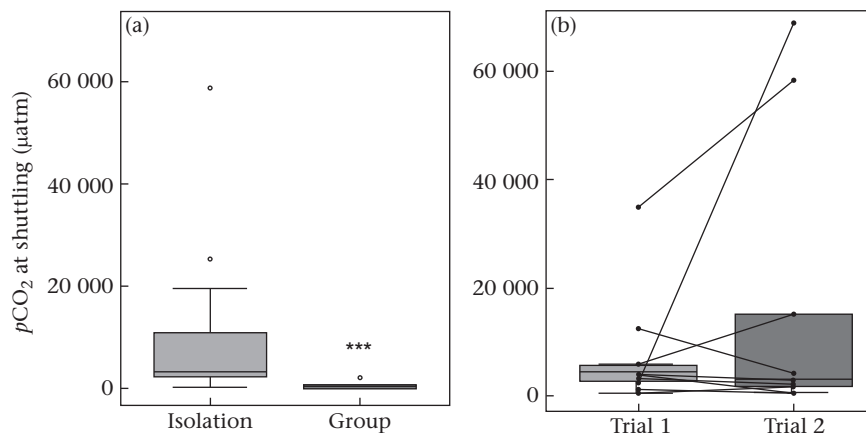 (a)
(b)
pCO₂ at shuttling (µatm)
60 000
40 000
20 000
0
***
Isolation
Group
60 000
40 000
20 000
0
Trial 1
Trial 2